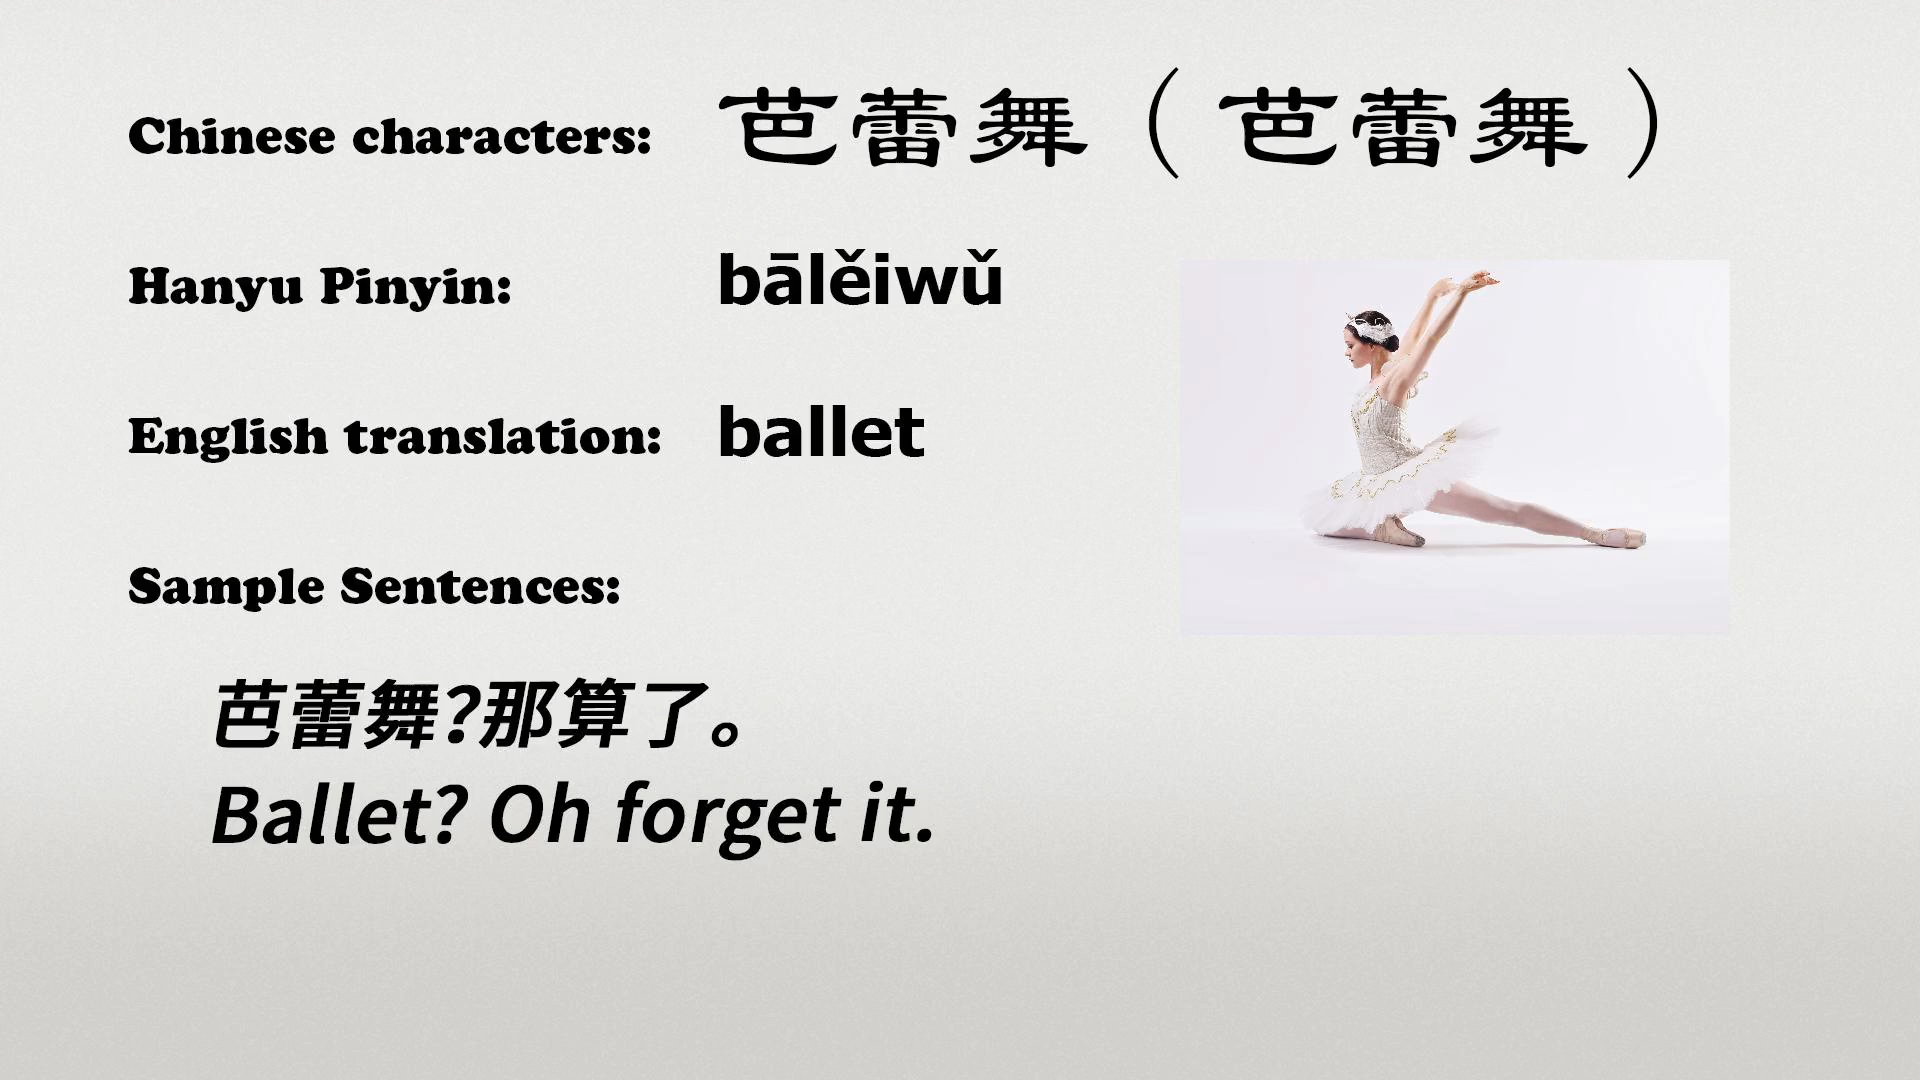 Chinese characters: 芭蕾舞（芭蕾舞）
Hanyu Pinyin: bālěiwǔ
English translation: ballet
Sample Sentences:
芭蕾舞?那算了。
Ballet? Oh forget it.